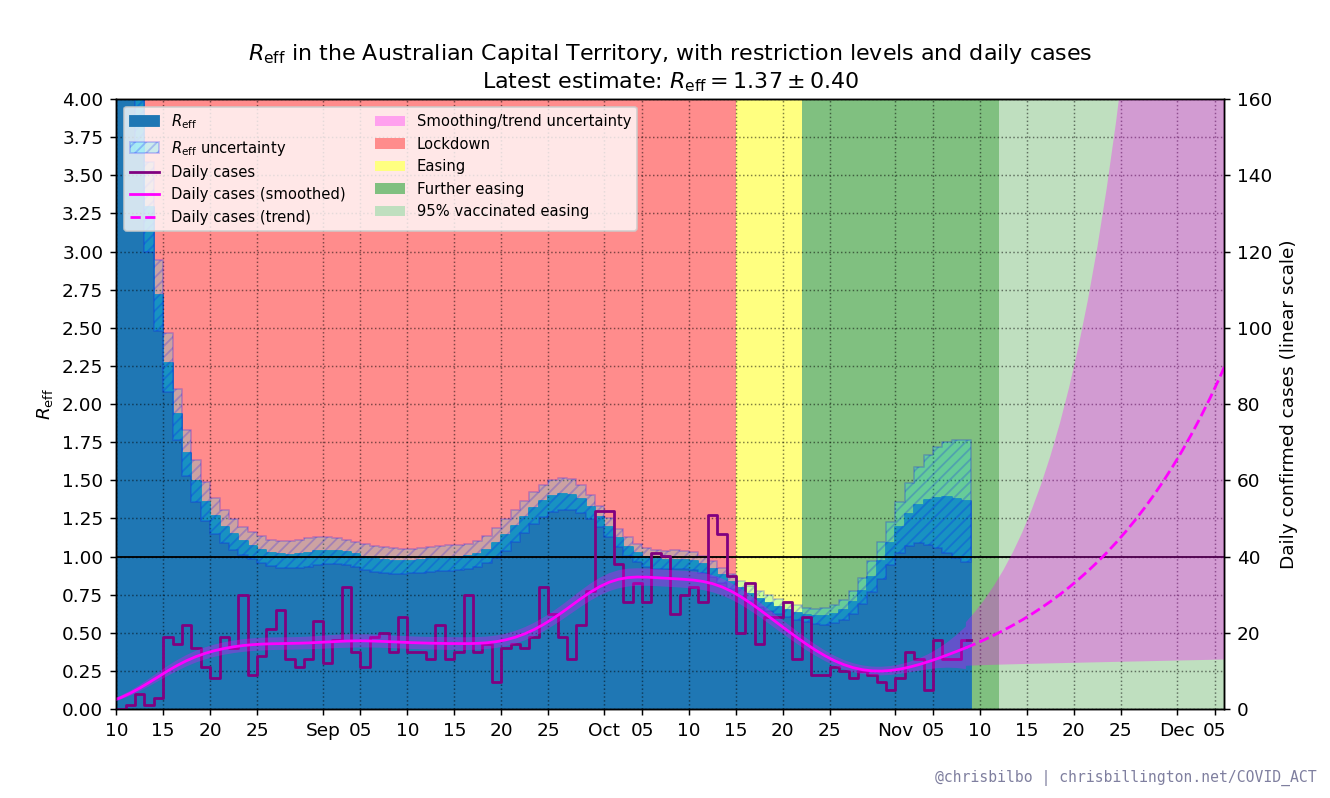 R_eff in the Australian Capital Territory, with restriction levels and daily cases
Latest estimate: R_eff = 1.37 ± 0.40
R_eff
R_eff uncertainty
Daily cases
Daily cases (smoothed)
Daily cases (trend)
Smoothing/trend uncertainty
Lockdown
Easing
Further easing
95% vaccinated easing
4.00
3.75
3.50
3.25
3.00
2.75
2.50
2.25
2.00
1.75
1.50
1.25
1.00
0.75
0.50
0.25
0.00
R_eff
160
140
120
100
80
60
40
20
0
Daily confirmed cases (linear scale)
10 15 20 25 Sep 05 10 15 20 25 Oct 05 10 15 20 25 Nov 05 10 15 20 25 Dec 05
@chrisbilbo | chrisbillington.net/COVID_ACT